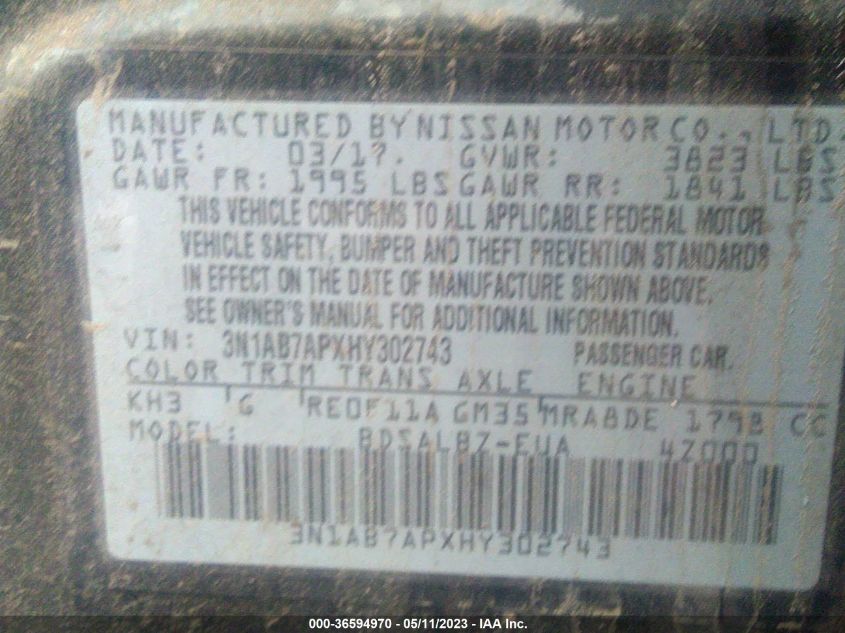 MANUFACTURED BY NISSAN MOTOR CO., LTD.
DATE: 03/17. GVWR: 3823 LBS
GAWR FR: 1995 LBS GAWR RR: 1841 LBS
THIS VEHICLE CONFORMS TO ALL APPLICABLE FEDERAL MOTOR
VEHICLE SAFETY, BUMPER AND THEFT PREVENTION STANDARDS
IN EFFECT ON THE DATE OF MANUFACTURE SHOWN ABOVE.
SEE OWNER'S MANUAL FOR ADDITIONAL INFORMATION.
VIN: 3N1AB7APXHY302743 PASSENGER CAR.
COLOR TRIM TRANS AXLE ENGINE
KH3 G RE0F11A GM35 MRA8DE 1798 CC
MODEL: BDSALBZ-EUA 4Z000
3N1AB7APXHY302743
000-36594970 - 05/11/2023 - IAA Inc.